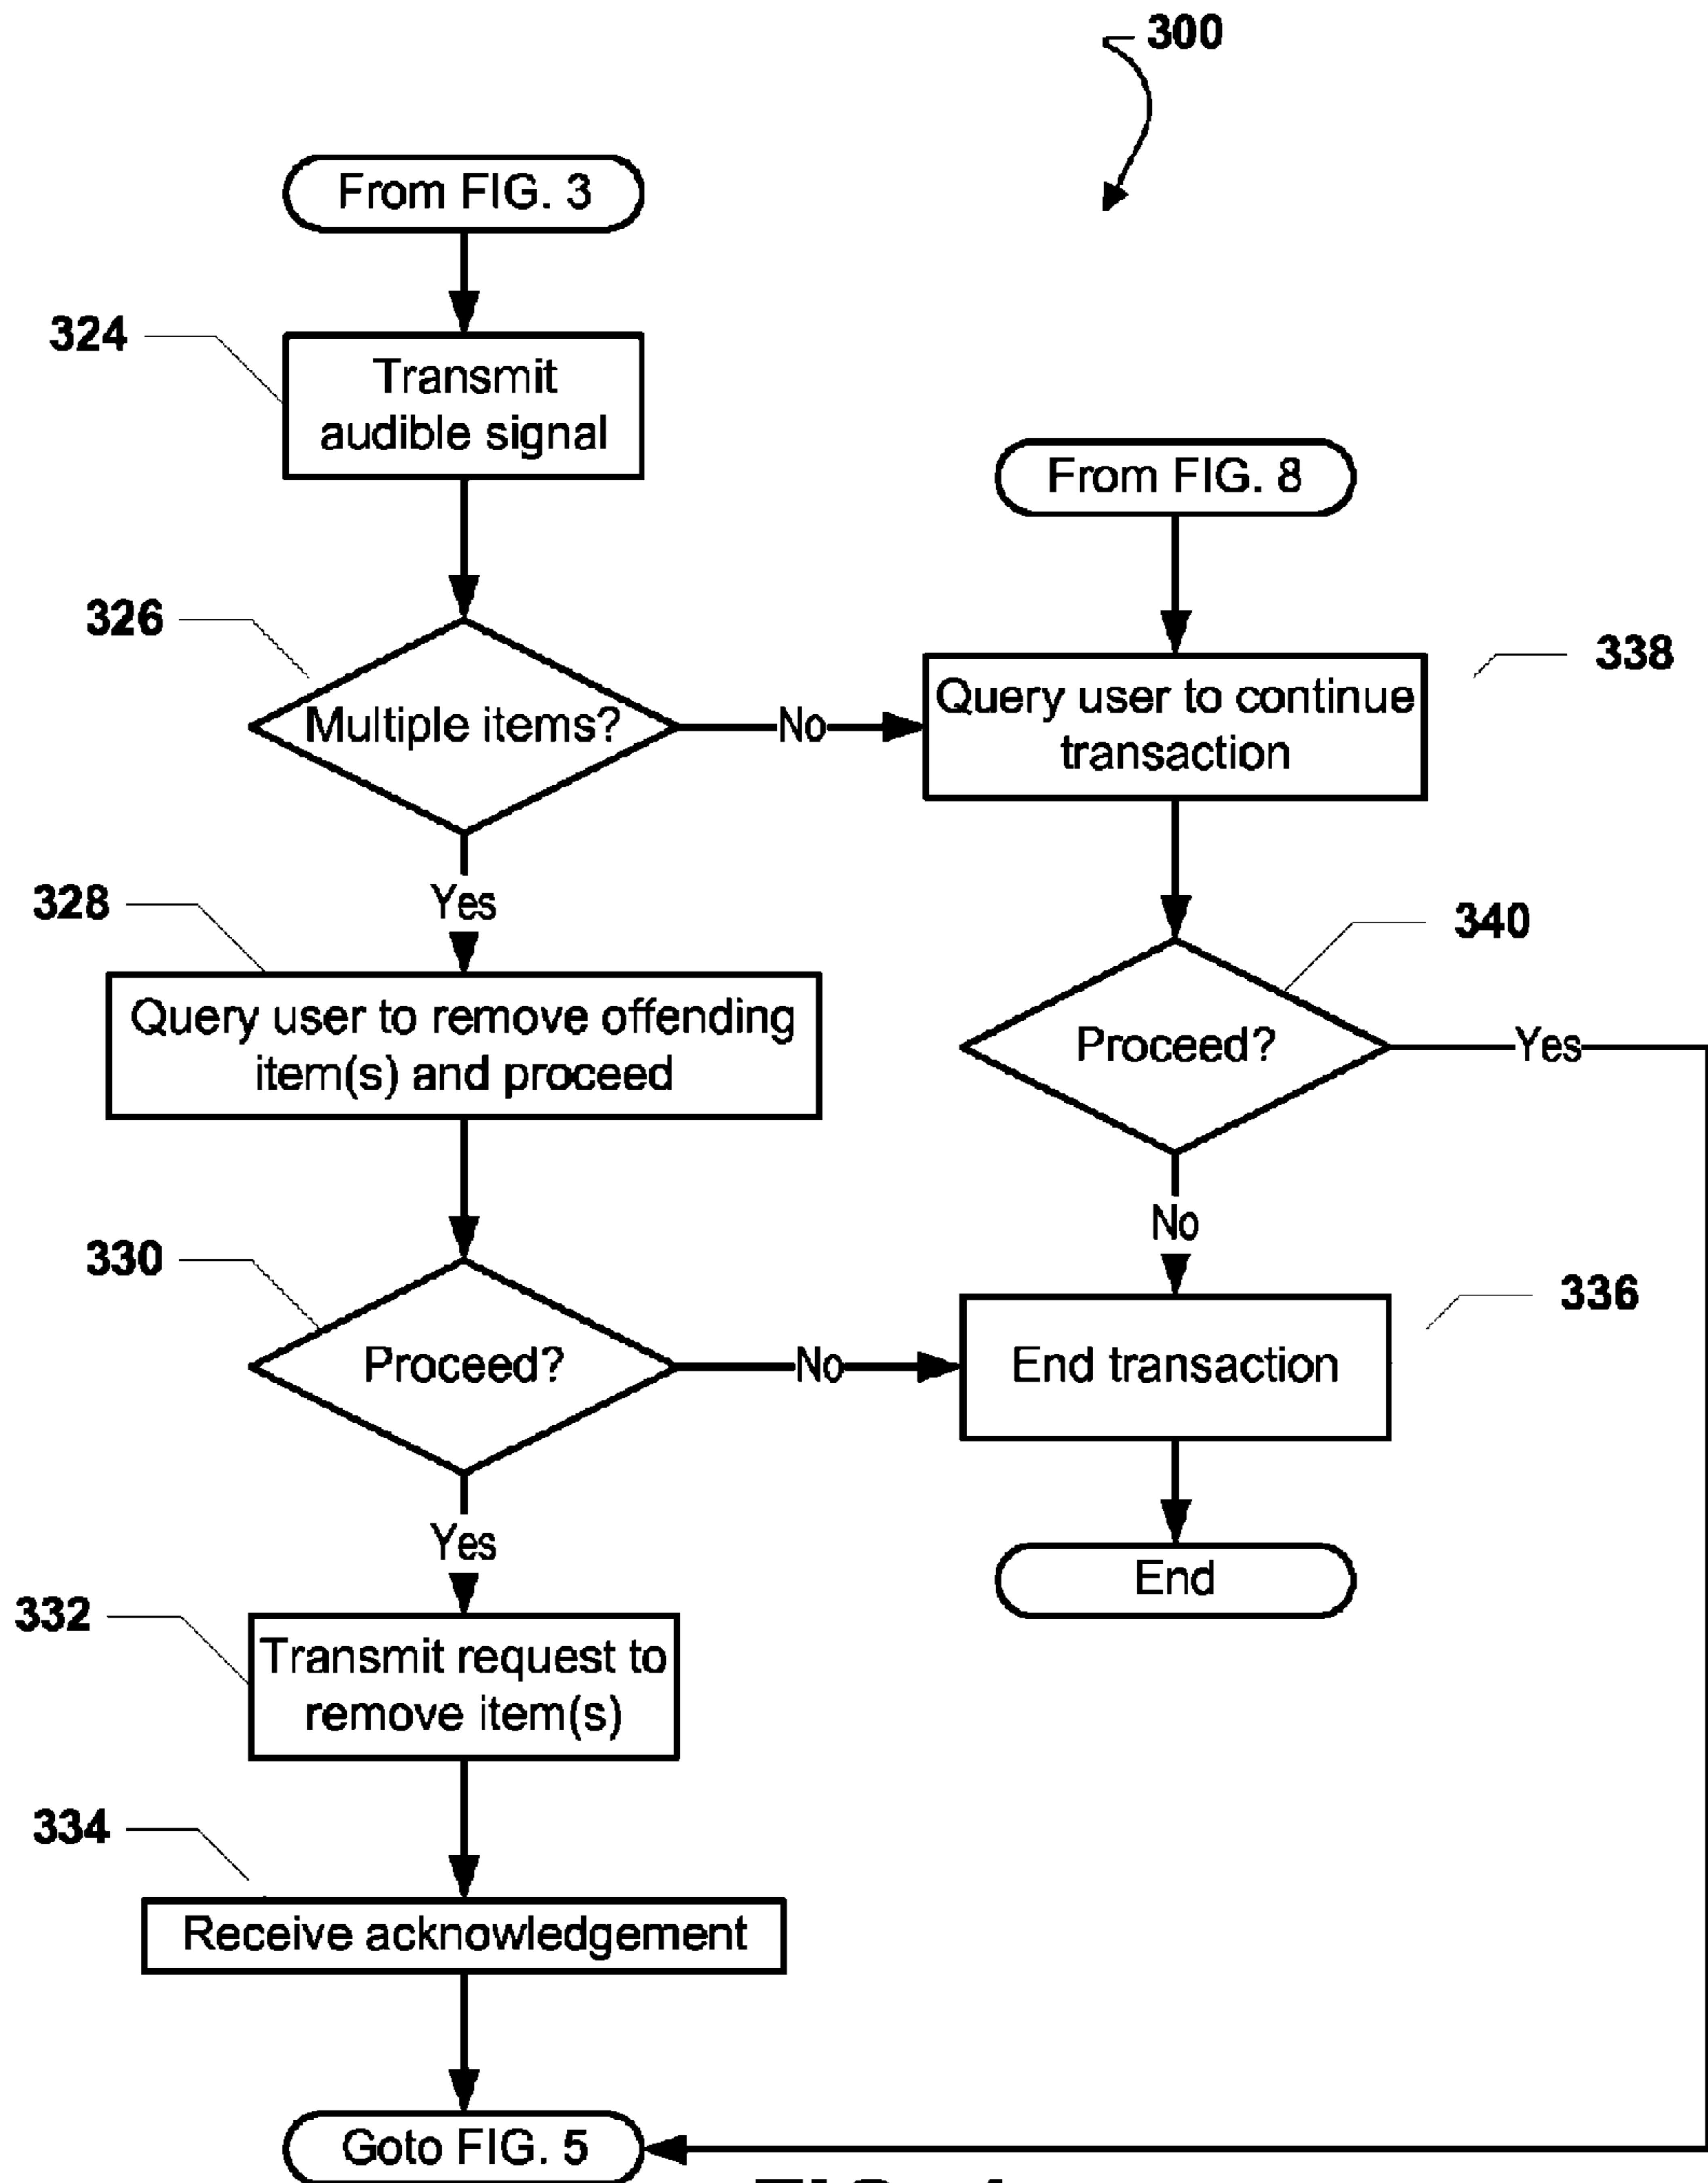 300
From FIG. 3
324
Transmit
audible signal
From FIG. 8
326
Multiple items?
No
338
Query user to continue
transaction
Yes
328
Query user to remove offending
item(s) and proceed
340
Proceed?
Yes
No
330
Proceed?
No
336
End transaction
Yes
End
332
Transmit request to
remove item(s)
334
Receive acknowledgement
Goto FIG. 5